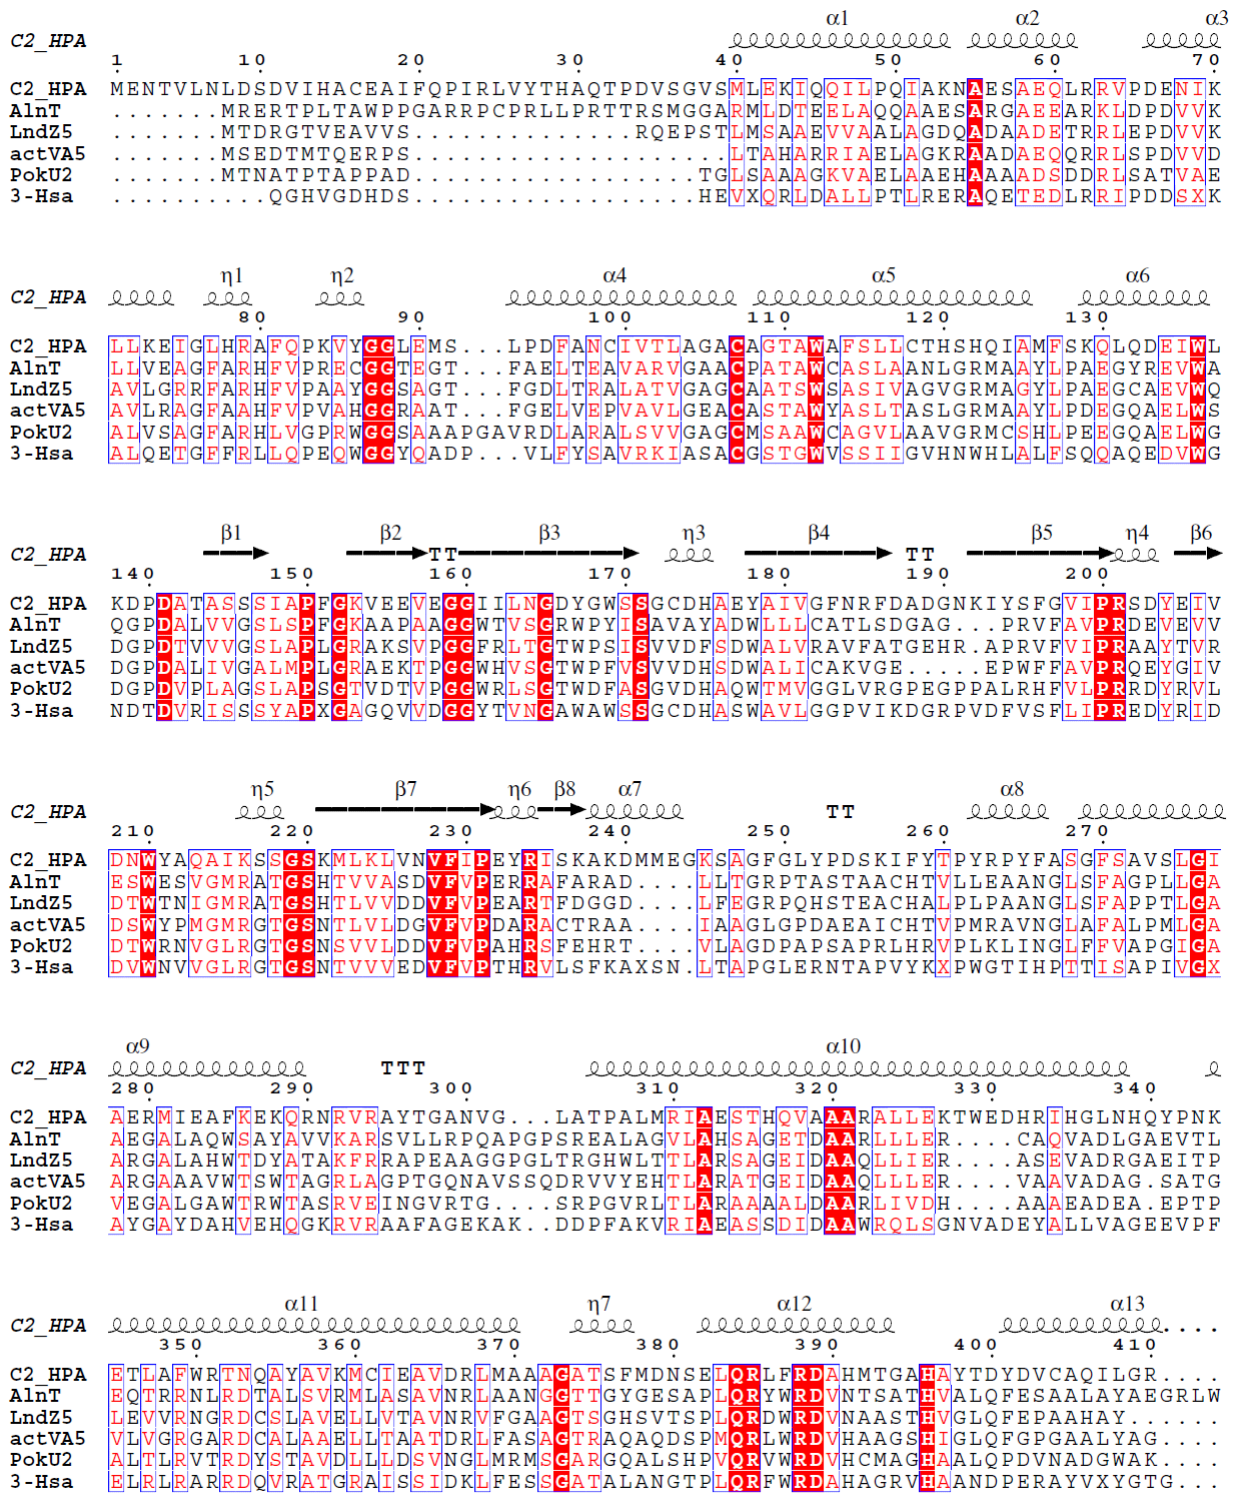 α1 α2 α3
C2_HPA
1 10 20 30 40 50 60 70
C2_HPA MENTVLNLDSDVIHACEAIFQPIRLVYTHAQTPDVSGVSMLEKIQQILPQIAKNAESAEQLRRVPDENIK
AlnT .......MRERTPLTAWPPGARRPCPRLLPRTTRSMGGARMLDTEELAQQAAESARGAEEARKLDPDVVK
LndZ5 .......MTDRGTVEAVVS..............RQEPSTLMSAAEVVAALAGDQADAADETRRLEPDVVK
actVA5 .......MSEDTMTQERPS....................LTAHARRIAELAGKRAADAEQQRRLSPDVVD
PokU2 .......MTNATPTAPPAD..................TGLSAAAGKVAELAAEHAAAADSDDRLSATVAE
3-Hsa ..........QGHVGDHDS..................HEVXQRLDALLPTLRERAQETEDLRRIPDDSXK
η1 η2 α4 α5 α6
C2_HPA
80 90 100 110 120 130
C2_HPA LLKEIGLHRAFQPKVYGGLEMS...LPDFANCIVTLAGACAGTAWAFSLLCTHSHQIAMFSKQLQDEIWL
AlnT LLVEAGFARHFVPRECGGTEGT...FAELTEAVARVGAACPATAWCASLAANLGRMAAYLPAEGYREVWA
LndZ5 AVLGRRFARHFVPAAYGGSAGT...FGDLTRALATVGAGCAATSWSASIVAGVGRMAGYLPAEGCAEVWQ
actVA5 AVLRAGFAAHFVPVAHGGRAAT...FGELVEPVAVLGEACASTAWYASLTASLGRMAAYLPDEGQAELWS
PokU2 ALVSAGFARHLVGPRWGGSAAAPGAVRDLARALSVVGAGCMSAAWCAGVLAAVGRMCSHLPEEGQAELWG
3-Hsa ALQETGFFRLLQPEQWGGYQADP...VLFYSAVRKIASACGSTGWVSSIIGVHNWHLALFSQQAQEDVWG
β1 β2 β3 η3 β4 β5 η4 β6
C2_HPA TT TT
140 150 160 170 180 190 200
C2_HPA KDPDATASSSIAPFGKVEEVEGGIILNGDYGWSSGCDHAEYAIVGFNRFDADGNKIYSFGVIPRSDYEIV
AlnT QGPDALVVGSLSPFGKAAPAAGGWTVSGRWPYISAVAYADWLLLCATLSDGAG...PRVFAVPRDEVEVV
LndZ5 DGPDTVVVGSLAPLGRAKSVPGGFRLTGTWPSISVVDFSDWALVRAVFATGEHR.APRVFVIPRAAYTVR
actVA5 DGPDALIVGALMPLGRAEKTPGGWHVSGTWPFVSVVDHSDWALICAKVGE.....EPWFFAVPRQEYGIV
PokU2 DGPDVPLAGSLAPSGTVDTVPGGWRLSGTWDFASGVDHAQWTMVGGLVRGPEGPPALRHFVLPRRDYRVL
3-Hsa NDTDVRISSSYAPXGAGQVVDGGYTVNGAWAWSSGCDHASWAVLGGPVIKDGRPVDFVSFLIPREDYRID
η5 β7 η6 β8 α7 α8
C2_HPA TT
210 220 230 240 250 260 270
C2_HPA DNWYAQAIKSSGSKMLKLVNVFIPEYRISKAKDMMEGKSAGFGLYPDSKIFYTPYRPYFASGFSAVSLGI
AlnT ESWESVGMRATGSHTVVASDVFVPERRAFARAD....LLTGRPTASTAACHTVLLEAANGLSFAGPLLGA
LndZ5 DTWTNIGMRATGSHTLVVDDVFVPEARTFDGGD....LFEGRPQHSTEACHALPLPAANGLSFAPPTLGA
actVA5 DSWYPMGMRGTGSNTLVLDGVFVPDARACTRAA....IAAGLGPDAEAICHTVPMRAVNGLAFALPMLGA
PokU2 DTWRNVGLRGTGSNSVVLDDVFVPAHRSFEHRT....VLAGDPAPSAPRLHRVPLKLINGLFFVAPGIGA
3-Hsa DVWNVVGLRGTGSNTVVVEDVFVPTHRVLSFKAXSN.LTAPGLERNTAPVYKXPWGTIHPTTISAPIVGX
α9 α10
C2_HPA TTT
280 290 300 310 320 330 340
C2_HPA AERMIEAFKEKQRNRVRAYTGANVG...LATPALMRIAESTHQVAAARALLEKTWEDHRIHGLNHQYPNK
AlnT AEGALAQWSAYAVVKARSVLLRPQAPGPSREALAGVLAHSAGETDAARLLLER....CAQVADLGAEVTL
LndZ5 ARGALAHWTDYATAKFRRAPEAAGGPGLTRGHWLTTLARSAGEIDAAQLLIER....ASEVADRGAEITP
actVA5 ARGAAAVWTSWTAGRLAGPTGQNAVSSQDRVVYEHTLARATGEIDAAQLLLER....VAAVADAG.SATG
PokU2 VEGALGAWTRWTASRVEINGVRTG....SRPGVRLTLARAAAALDAARLIVDH....AAAEADEA.EPTP
3-Hsa AYGAYDAHVEHQGKRVRAAFAGEKAK..DDPFAKVRIAEASSDIDAAWRQLSGNVADEYALLVAGEEVPF
α11 η7 α12 α13
C2_HPA ....
350 360 370 380 390 400 410
C2_HPA ETLAFWRTNQAYAVKMCIEAVDRLMAAAGATSFMDNSELQRLFRDAHMTGAHAYTDYDVCAQILGR....
AlnT EQTRRNLRDTALSVRMLASAVNRLAANGGTTGYGESAPLQRYWRDVNTSATHVALQFESAALAYAEGRLW
LndZ5 LEVVRNGRDCSLAVELLVTAVNRVFGAAGTSGHSVTSPLQRDWRDVNAASTHVGLQFEPAAHAY......
actVA5 VLVGRGARDCALAAELLTAATDRLFASAGTRAQAQDSPMQRLWRDVHAAGSHIGLQFGPGAALYAG....
PokU2 ALTLRVTRDYSTAVDLLLDSVNGLMRMSGARGQALSHPVQRVWRDVHCMAGHAALQPDVNADGWAK....
3-Hsa ELRLRARRDQVRATGRAISSIDKLFESSGATALANGTPLQRFWRDAHAGRVHAANDPERAYVXYGTG...